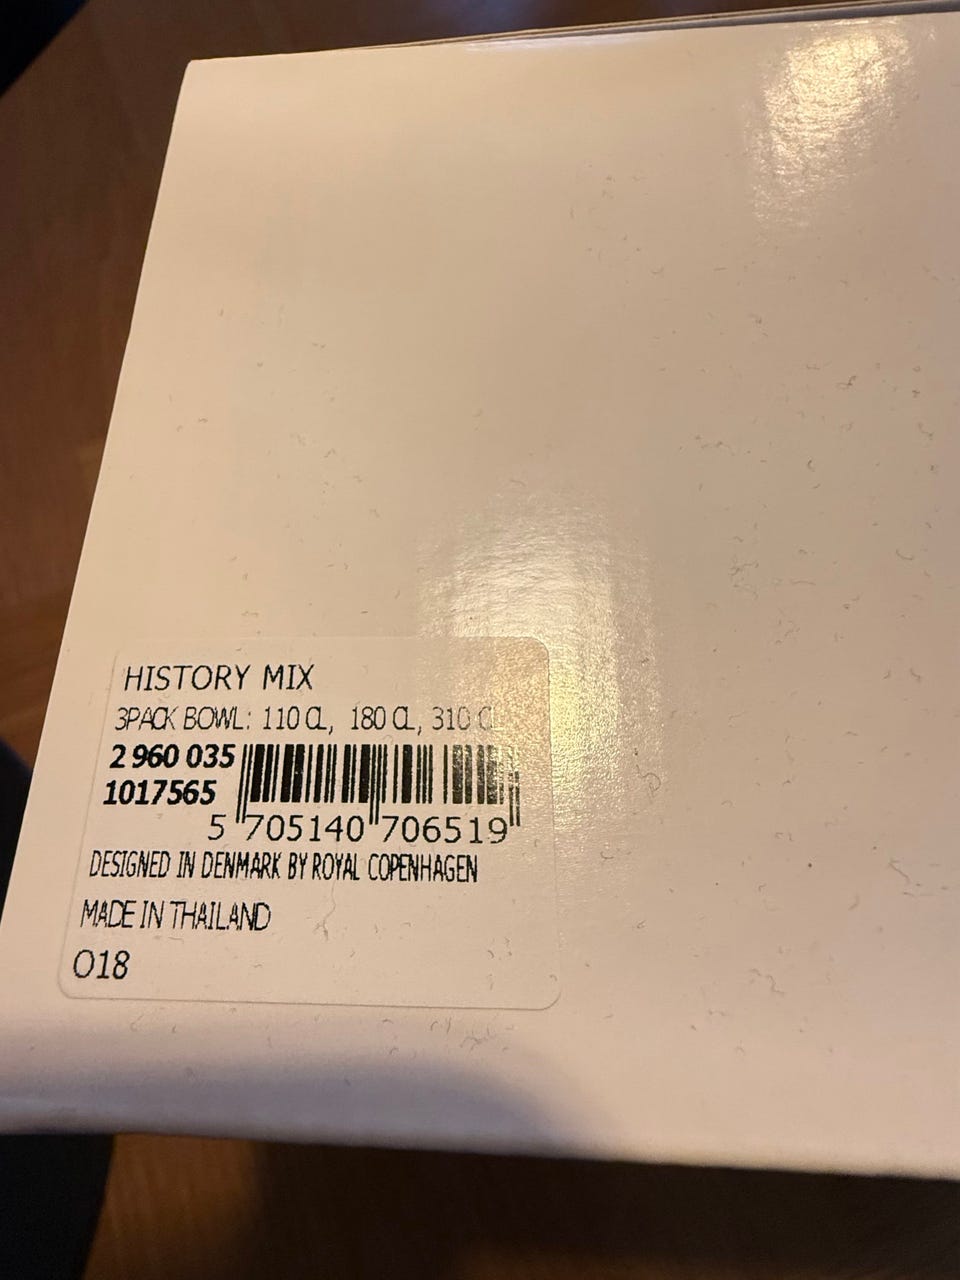 HISTORY MIX
3PACK BOWL: 110 CL, 180 CL, 310 CL
2 960 035
1017565
5 705140 706519
DESIGNED IN DENMARK BY ROYAL COPENHAGEN
MADE IN THAILAND
O18